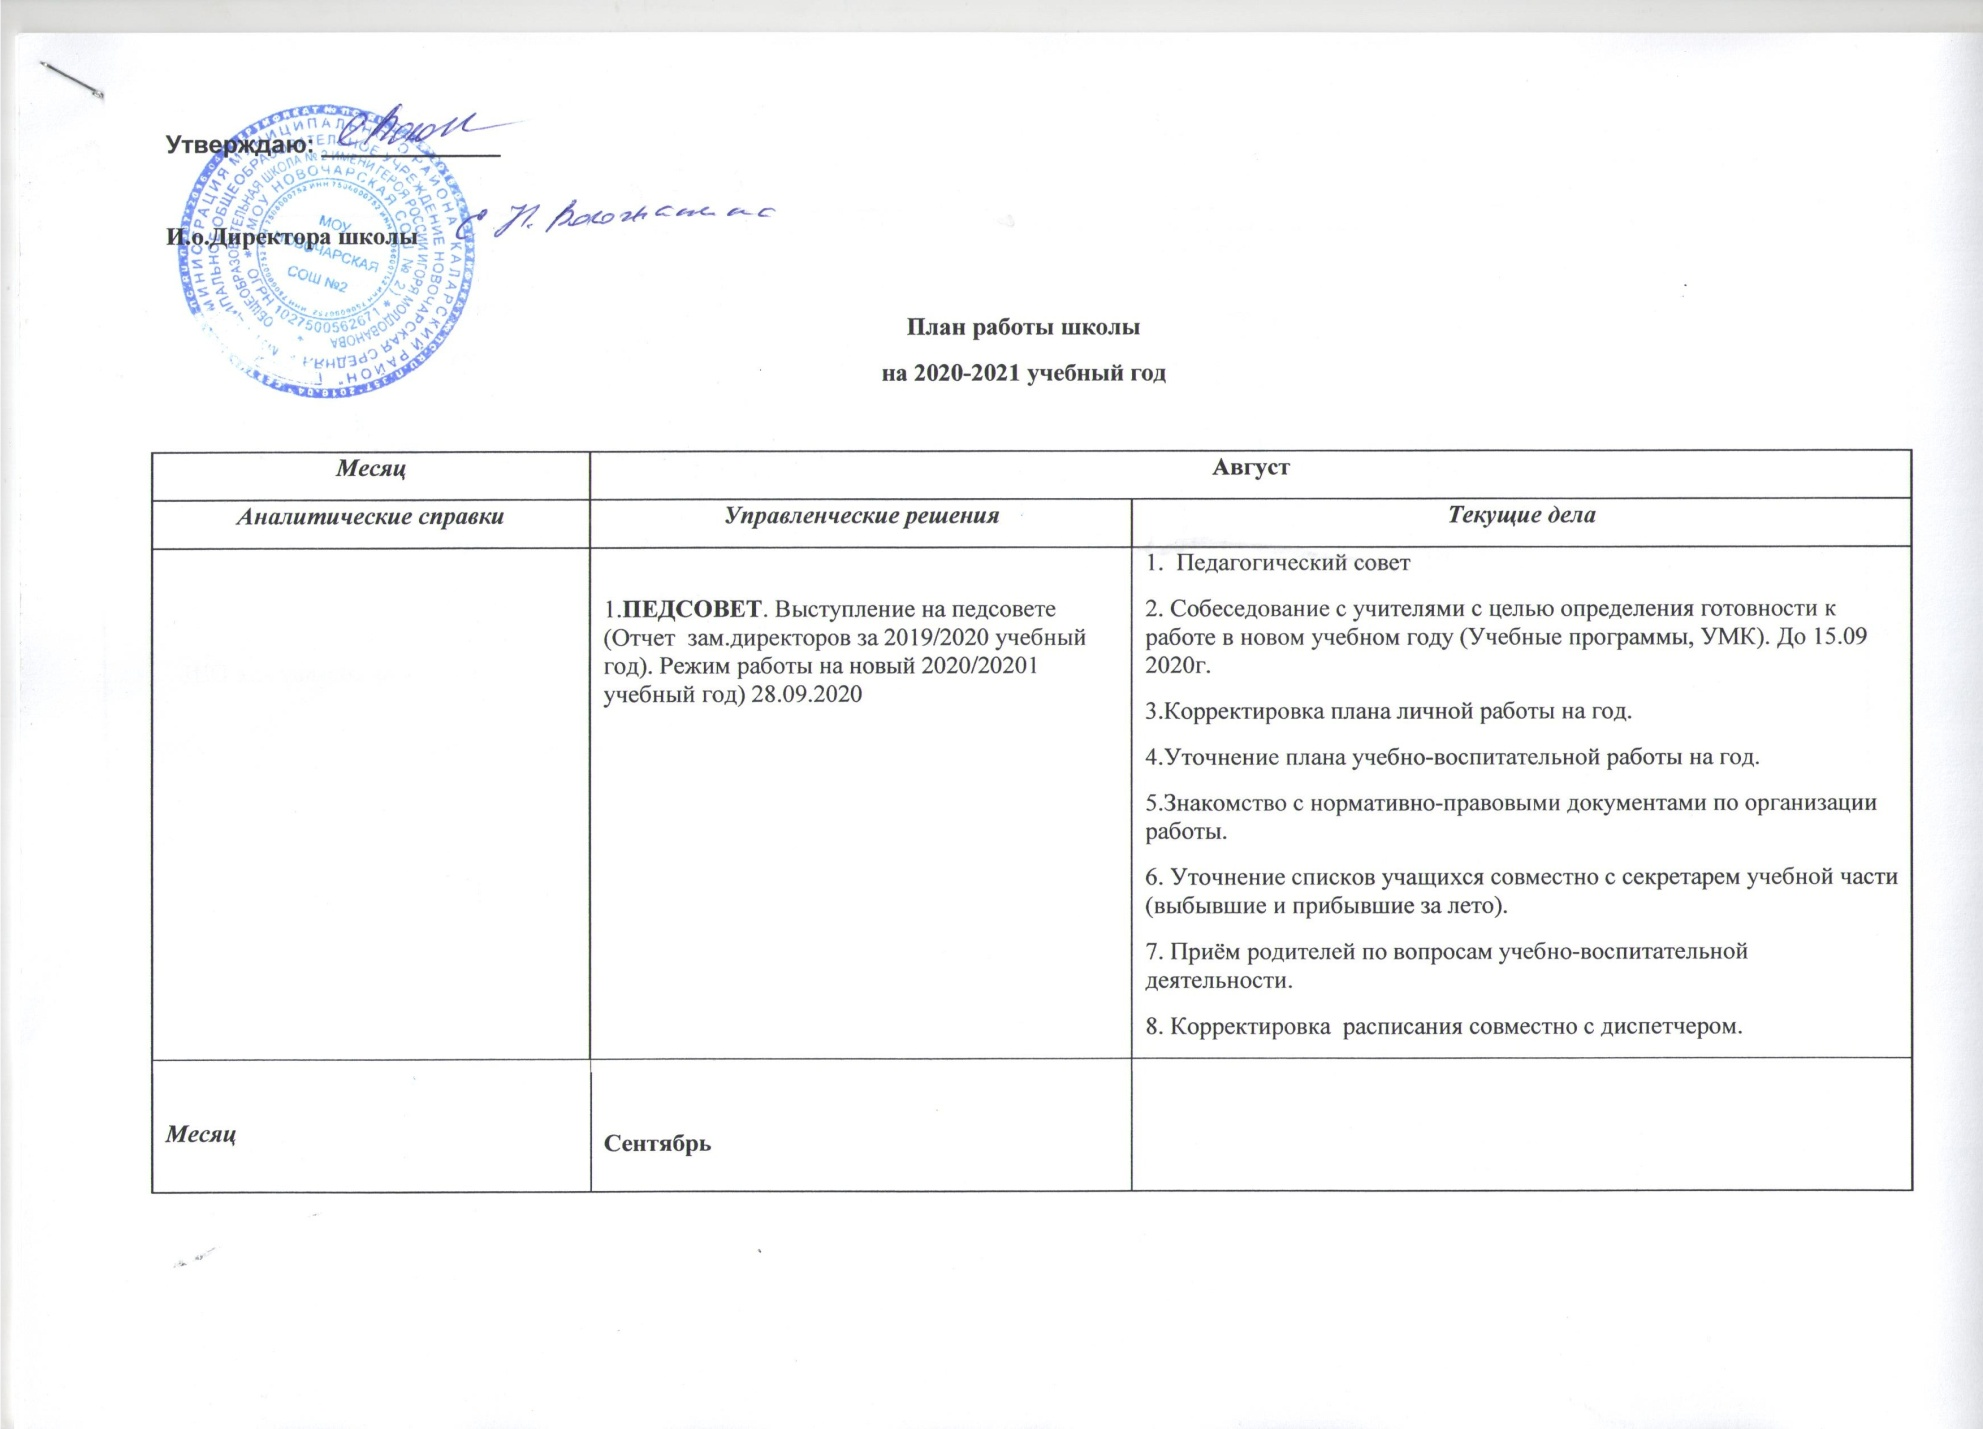 Утверждаю:
И.о.Директора школы
МОУ
НОВОЧАРСКАЯ
СОШ №2
План работы школы
на 2020-2021 учебный год
Месяц
Август
Аналитические справки
Управленческие решения
Текущие дела
1.ПЕДСОВЕТ. Выступление на педсовете
(Отчет зам.директоров за 2019/2020 учебный
год). Режим работы на новый 2020/20201
учебный год) 28.09.2020
1. Педагогический совет
2. Собеседование с учителями с целью определения готовности к
работе в новом учебном году (Учебные программы, УМК). До 15.09
2020г.
3.Корректировка плана личной работы на год.
4.Уточнение плана учебно-воспитательной работы на год.
5.Знакомство с нормативно-правовыми документами по организации
работы.
6. Уточнение списков учащихся совместно с секретарем учебной части
(выбывшие и прибывшие за лето).
7. Приём родителей по вопросам учебно-воспитательной
деятельности.
8. Корректировка расписания совместно с диспетчером.
Месяц
Сентябрь